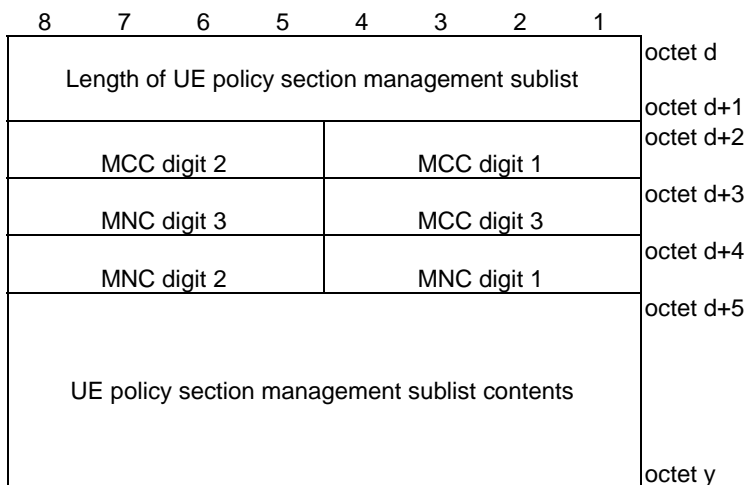 8 7 6 5 4 3 2 1
octet d
Length of UE policy section management sublist
octet d+1
octet d+2
MCC digit 2 MCC digit 1
octet d+3
MNC digit 3 MCC digit 3
octet d+4
MNC digit 2 MNC digit 1
octet d+5
UE policy section management sublist contents
octet y